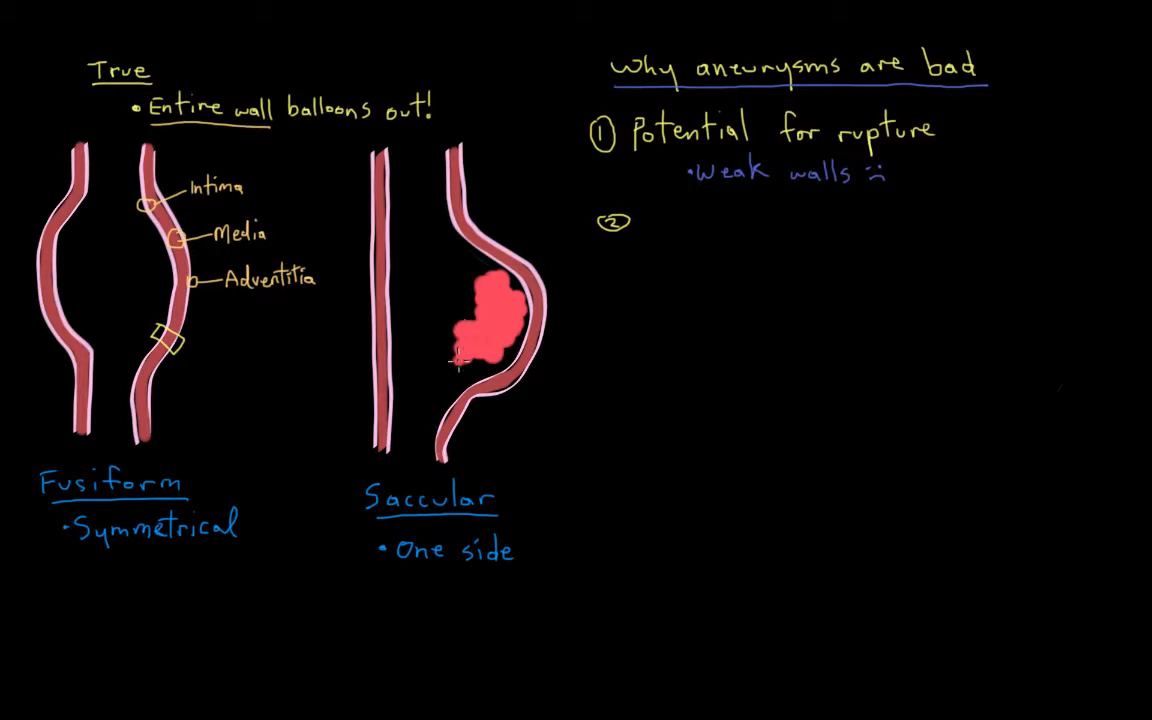 True
• Entire wall balloons out!
Intima
Media
Adventitia
Fusiform
• Symmetrical
Saccular
• One side
Why aneurysms are bad
① Potential for rupture
• Weak walls :(
②